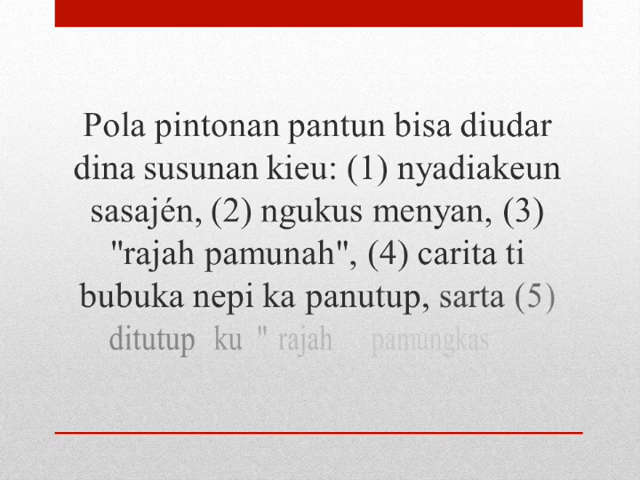 Pola pintonan pantun bisa diudar
dina susunan kieu: (1) nyadiakeun
sasajén, (2) ngukus menyan, (3)
"rajah pamunah", (4) carita ti
bubuka nepi ka panutup, sarta (5)
ditutup ku " rajah pamungkas